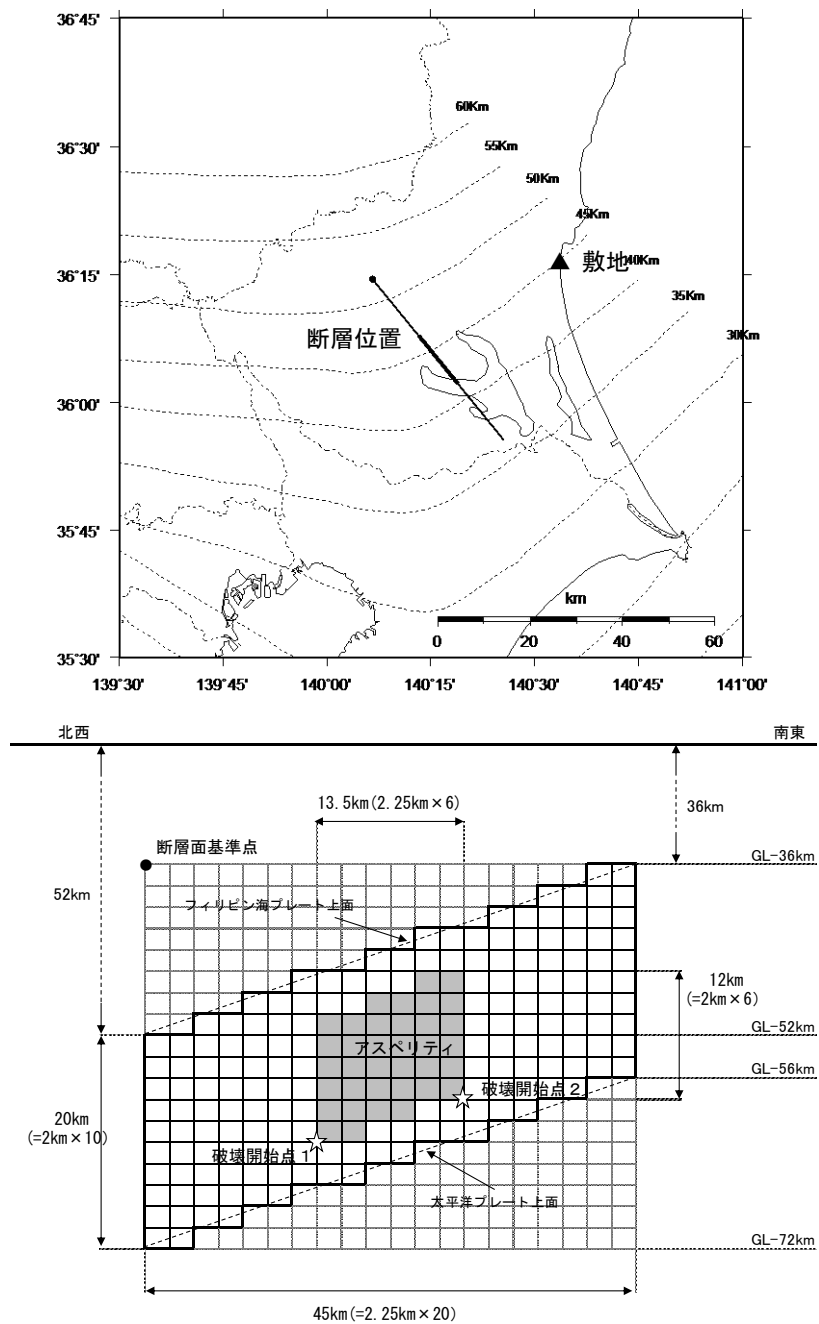 36°45'
60Km
36°30'
55Km
50Km
45Km
敷地
40Km
36°15'
35Km
断層位置
30Km
36°00'
35°45'
km
0 20 40 60
35°30'
139°30' 139°45' 140°00' 140°15' 140°30' 140°45' 141°00'
北西
南東
13.5km(2.25km×6)
36km
断層面基準点
GL-36km
52km
フィリピン海プレート上面
12km
(=2km×6)
GL-52km
アスペリティ
GL-56km
破壊開始点2
20km
(=2km×10)
破壊開始点1
太平洋プレート上面
GL-72km
45km(=2.25km×20)